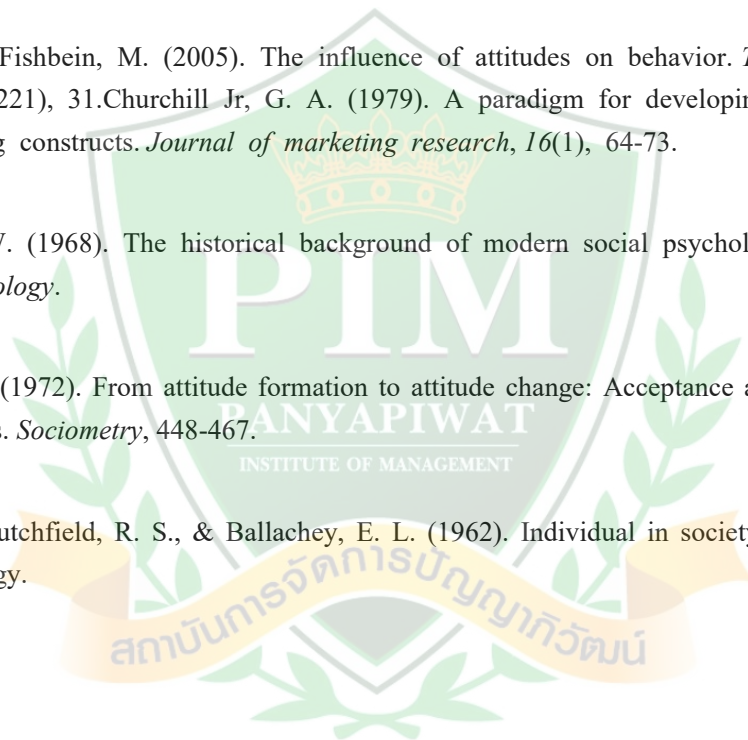 Fishbein, M. (2005). The influence of attitudes on behavior.
221), 31.Churchill Jr, G. A. (1979). A paradigm for developin
g constructs. Journal of marketing research, 16(1), 64-73.
. (1968). The historical background of modern social psychol
ology.
PIM
(1972). From attitude formation to attitude change: Acceptance a
s. Sociometry, 448-467.
PANYAPIWAT
INSTITUTE OF MANAGEMENT
utchfield, R. S., & Ballachey, E. L. (1962). Individual in society
gy.
สถาบันการจัดการปัญญาภิวัฒน์